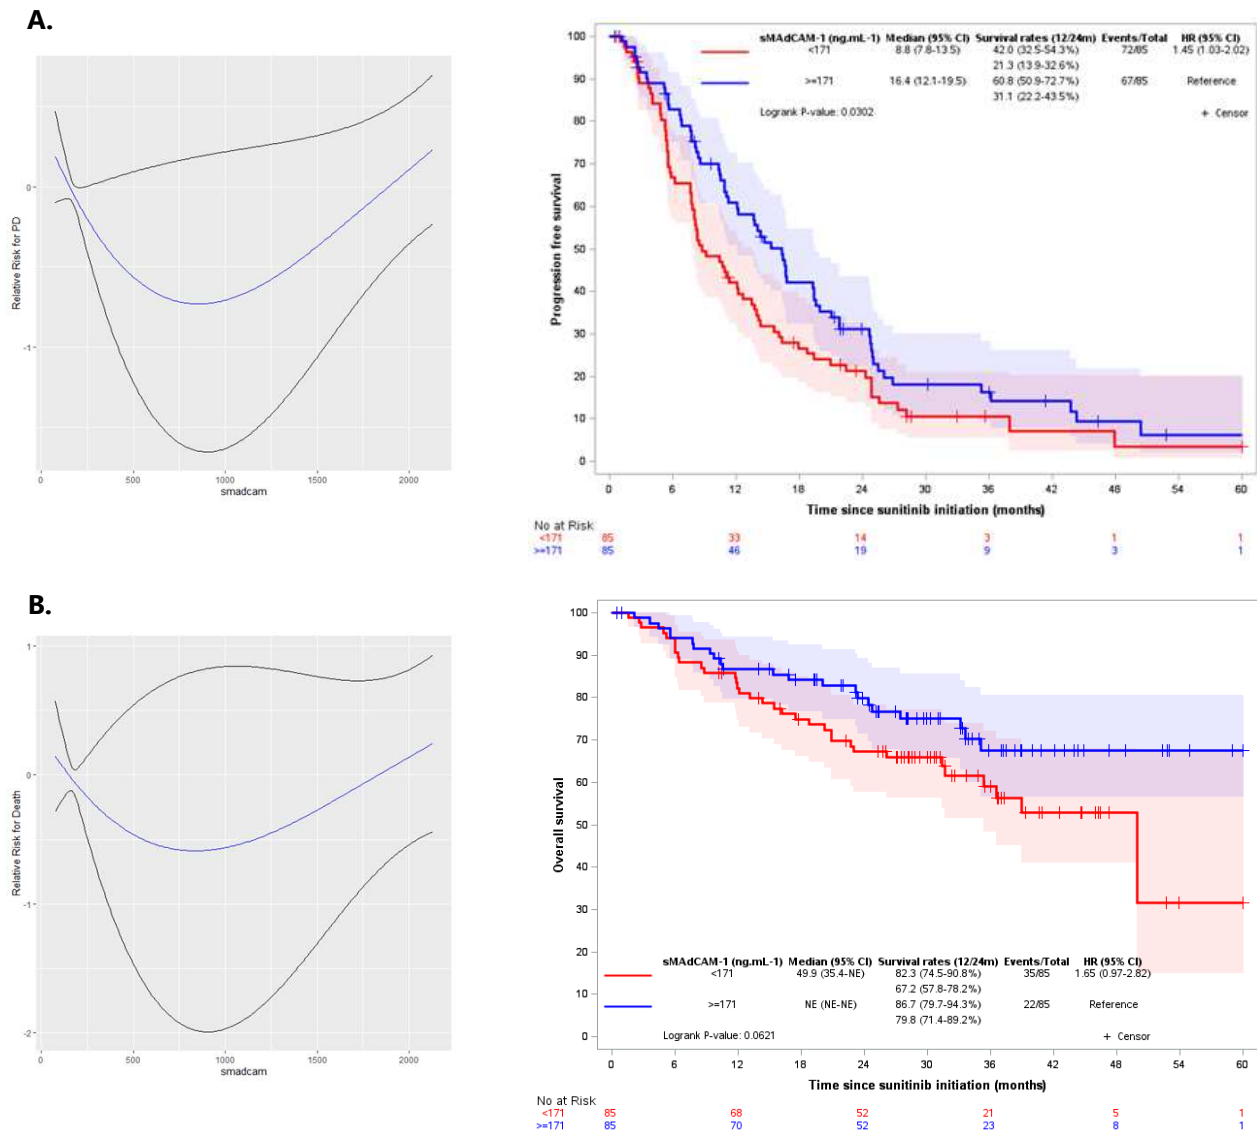 A.
0
-1
Relative Risk for PD
0 500 1000 1500 2000
smadcam
sMAdCAM-1 (ng.mL-1) Median (95% CI) Survival rates (12/24m) Events/Total HR (95% CI)
<171 8.8 (7.8-13.5) 42.0 (32.5-54.3%) 72/85 1.45 (1.03-2.02)
21.3 (13.9-32.6%)
>=171 16.4 (12.1-19.5) 60.8 (50.9-72.7%) 67/85 Reference
31.1 (22.2-43.5%)
Logrank P-value: 0.0302 + Censor
100
90
80
70
60
50
40
30
20
10
0
Progression free survival
0 6 12 18 24 30 36 42 48 54 60
Time since sunitinib initiation (months)
No at Risk
<171 85 33 14 3 1 1
>=171 85 46 19 9 3 1
B.
1
0
-1
-2
Relative Risk for Death
0 500 1000 1500 2000
smadcam
100
90
80
70
60
50
40
30
20
10
0
Overall survival
sMAdCAM-1 (ng.mL-1) Median (95% CI) Survival rates (12/24m) Events/Total HR (95% CI)
<171 49.9 (35.4-NE) 82.3 (74.5-90.8%) 35/85 1.65 (0.97-2.82)
67.2 (57.8-78.2%)
>=171 NE (NE-NE) 86.7 (79.7-94.3%) 22/85 Reference
79.8 (71.4-89.2%)
Logrank P-value: 0.0621 + Censor
0 6 12 18 24 30 36 42 48 54 60
Time since sunitinib initiation (months)
No at Risk
<171 85 68 52 21 5 1
>=171 85 70 52 23 8 1